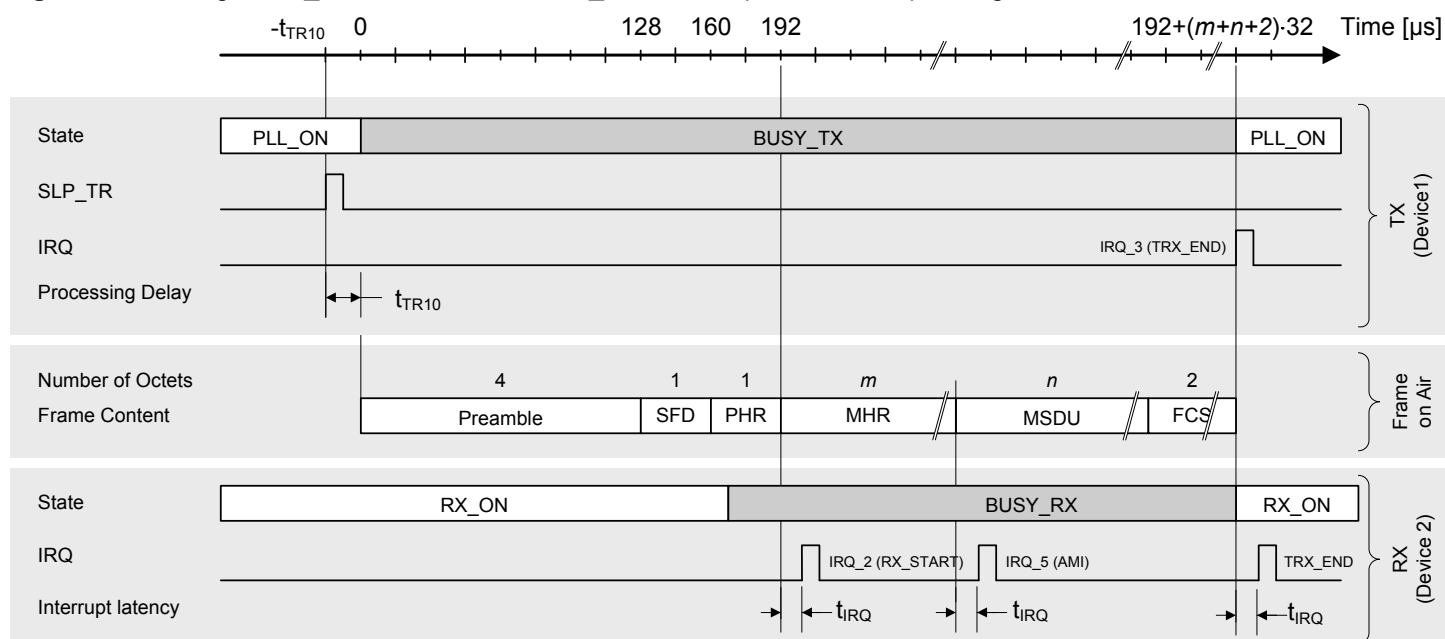 -tTR10 0 128 160 192 192+(m+n+2)·32 Time [μs]
State PLL_ON BUSY_TX PLL_ON
SLP_TR
IRQ IRQ_3 (TRX_END)
Processing Delay tTR10
TX
(Device1)
Number of Octets 4 1 1 m n 2
Frame Content Preamble SFD PHR MHR MSDU FCS
Frame
on Air
State RX_ON BUSY_RX RX_ON
IRQ IRQ_2 (RX_START) IRQ_5 (AMI) TRX_END
Interrupt latency tIRQ tIRQ tIRQ
RX
(Device 2)